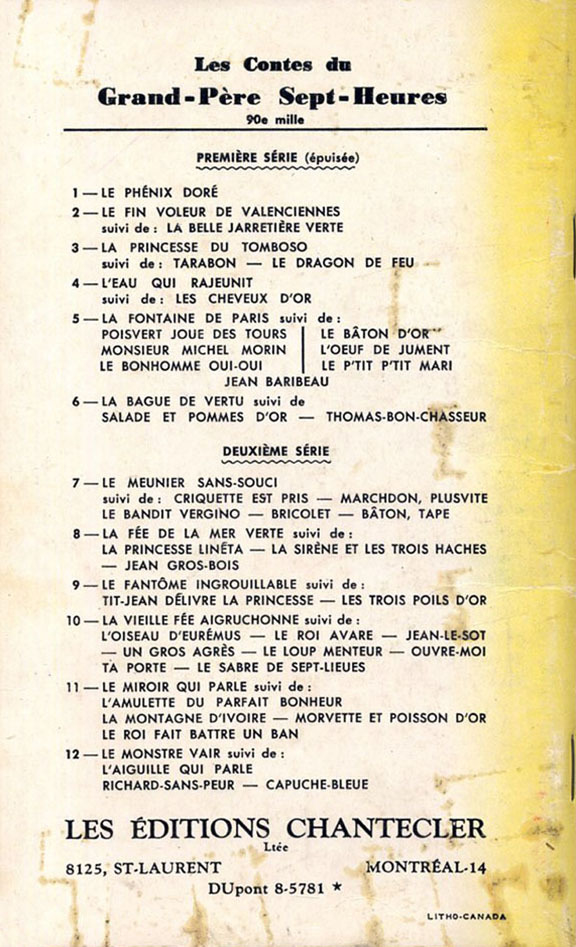 Les Contes du
Grand-Père Sept-Heures
90e mille
PREMIÈRE SÉRIE (épuisée)
1 — LE PHÉNIX DORÉ
2 — LE FIN VOLEUR DE VALENCIENNES
suivi de : LA BELLE JARRETIÈRE VERTE
3 — LA PRINCESSE DU TOMBOSO
suivi de : TARABON — LE DRAGON DE FEU
4 — L'EAU QUI RAJEUNIT
suivi de : LES CHEVEUX D'OR
5 — LA FONTAINE DE PARIS suivi de :
POISVERT JOUE DES TOURS | LE BÂTON D'OR
MONSIEUR MICHEL MORIN | L'OEUF DE JUMENT
LE BONHOMME OUI-OUI | LE P'TIT P'TIT MARI
JEAN BARIBEAU
6 — LA BAGUE DE VERTU suivi de
SALADE ET POMMES D'OR — THOMAS-BON-CHASSEUR
DEUXIÈME SÉRIE
7 — LE MEUNIER SANS-SOUCI
suivi de : CRIQUETTE EST PRIS — MARCHDON, PLUSVITE
LE BANDIT VERGINO — BRICOLET — BÂTON, TAPE
8 — LA FÉE DE LA MER VERTE suivi de :
LA PRINCESSE LINÉTA — LA SIRÈNE ET LES TROIS HACHES
— JEAN GROS-BOIS
9 — LE FANTÔME INGROUILLABLE suivi de :
TIT-JEAN DÉLIVRE LA PRINCESSE — LES TROIS POILS D'OR
10 — LA VIEILLE FÉE AIGRUCHONNE suivi de :
L'OISEAU D'EURÉMUS — LE ROI AVARE — JEAN-LE-SOT
— UN GROS AGRÈS — LE LOUP MENTEUR — OUVRE-MOI
TA PORTE — LE SABRE DE SEPT-LIEUES
11 — LE MIROIR QUI PARLE suivi de :
L'AMULETTE DU PARFAIT BONHEUR
LA MONTAGNE D'IVOIRE — MORVETTE ET POISSON D'OR
LE ROI FAIT BATTRE UN BAN
12 — LE MONSTRE VAIR suivi de :
L'AIGUILLE QUI PARLE
RICHARD-SANS-PEUR — CAPUCHE-BLEUE
LES ÉDITIONS CHANTECLER
Ltée
8125, ST-LAURENT MONTRÉAL-14
DUpont 8-5781 ★
LITHO-CANADA